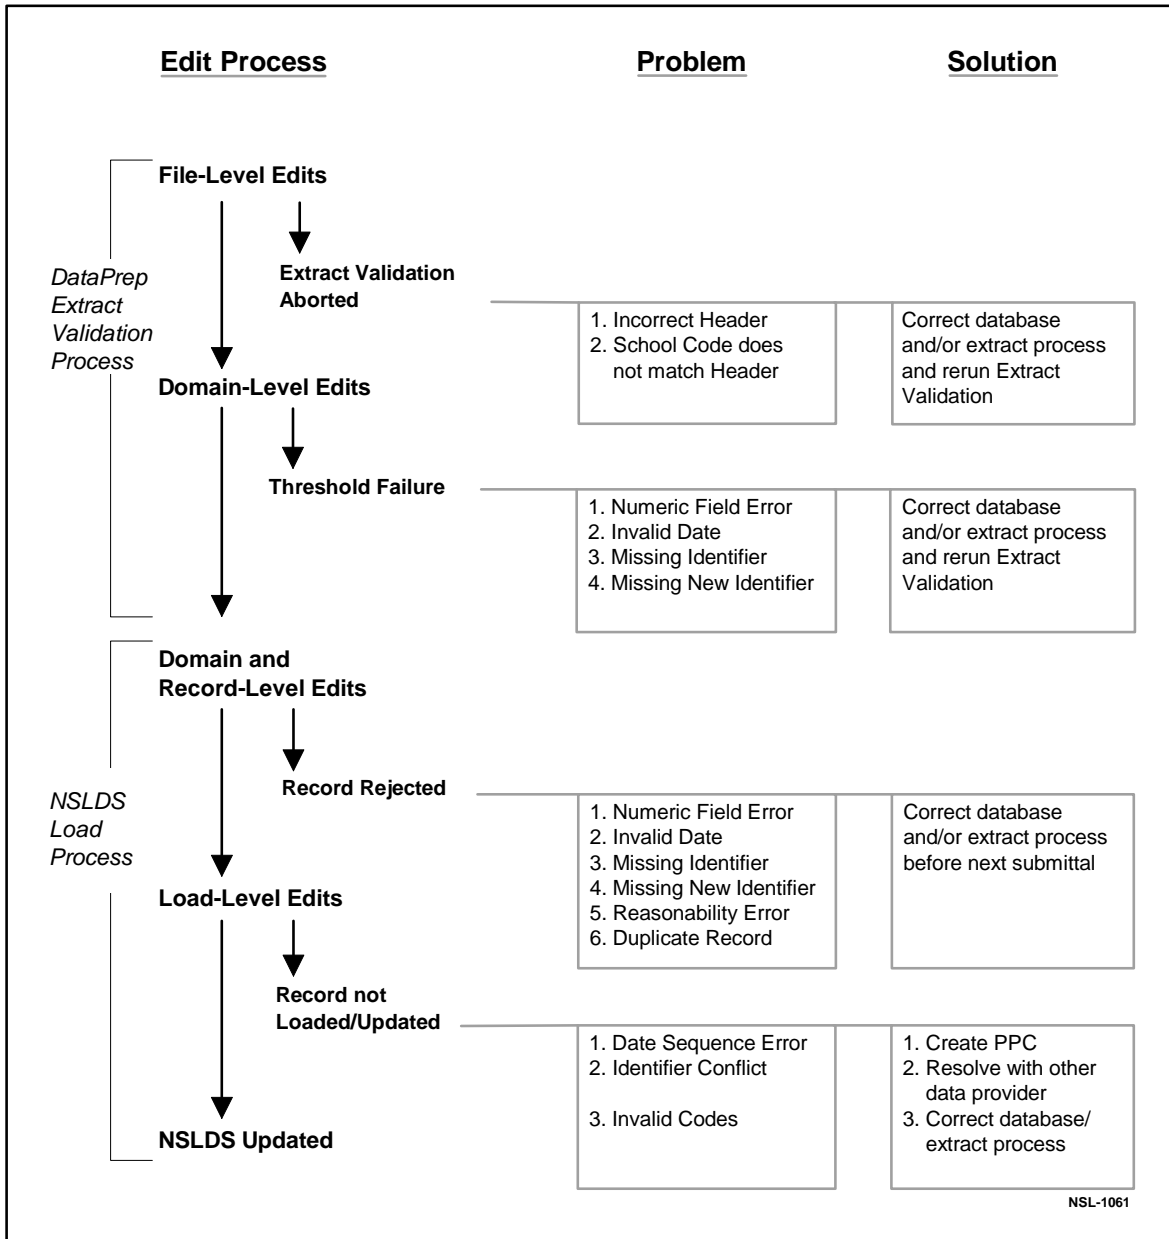 Edit Process
Problem
Solution
File-Level Edits
DataPrep
Extract
Validation
Process
Extract Validation
Aborted
1. Incorrect Header
2. School Code does
not match Header
Correct database
and/or extract process
and rerun Extract
Validation
Domain-Level Edits
Threshold Failure
1. Numeric Field Error
2. Invalid Date
3. Missing Identifier
4. Missing New Identifier
Correct database
and/or extract process
and rerun Extract
Validation
Domain and
Record-Level Edits
NSLDS
Load
Process
Record Rejected
1. Numeric Field Error
2. Invalid Date
3. Missing Identifier
4. Missing New Identifier
5. Reasonability Error
6. Duplicate Record
Correct database
and/or extract process
before next submittal
Load-Level Edits
Record not
Loaded/Updated
1. Date Sequence Error
2. Identifier Conflict
3. Invalid Codes
1. Create PPC
2. Resolve with other
data provider
3. Correct database/
extract process
NSLDS Updated
NSL-1061